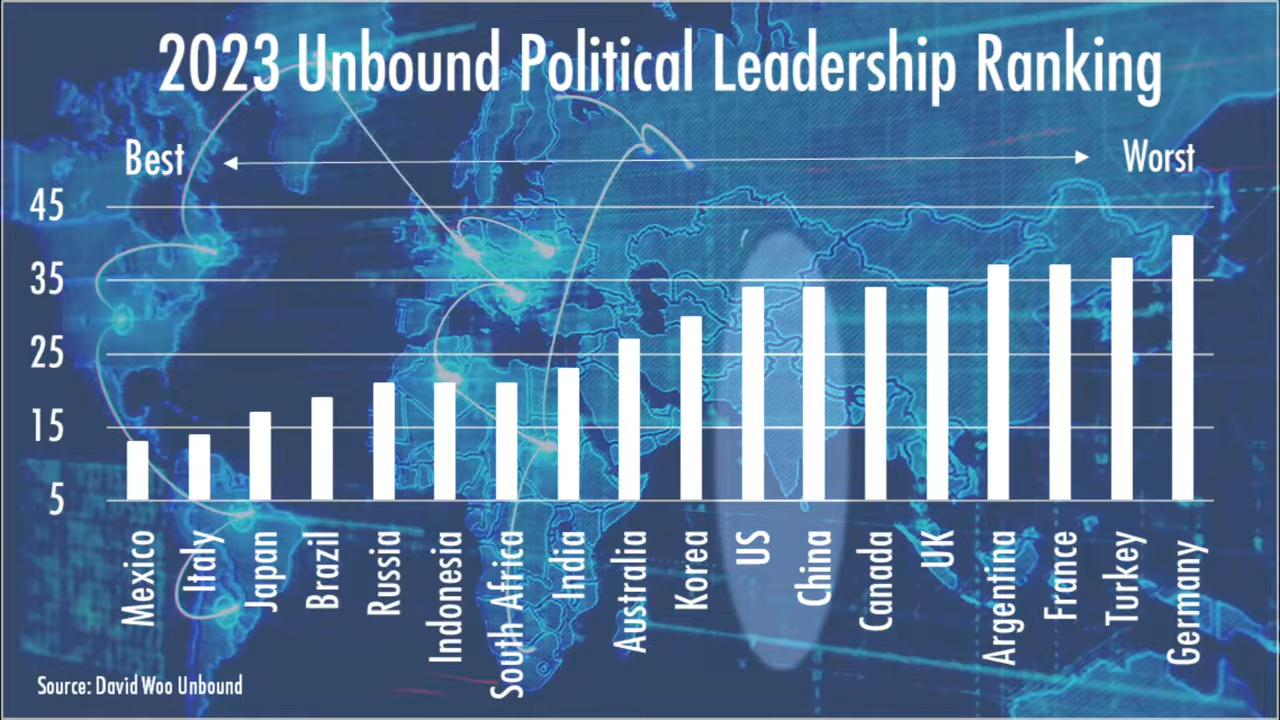 2023 Unbound Political Leadership Ranking
Best
Worst
45
35
25
15
5
Mexico
Italy
Japan
Brazil
Russia
Indonesia
South Africa
India
Australia
Korea
US
China
Canada
UK
Argentina
France
Turkey
Germany
Source: David Woo Unbound